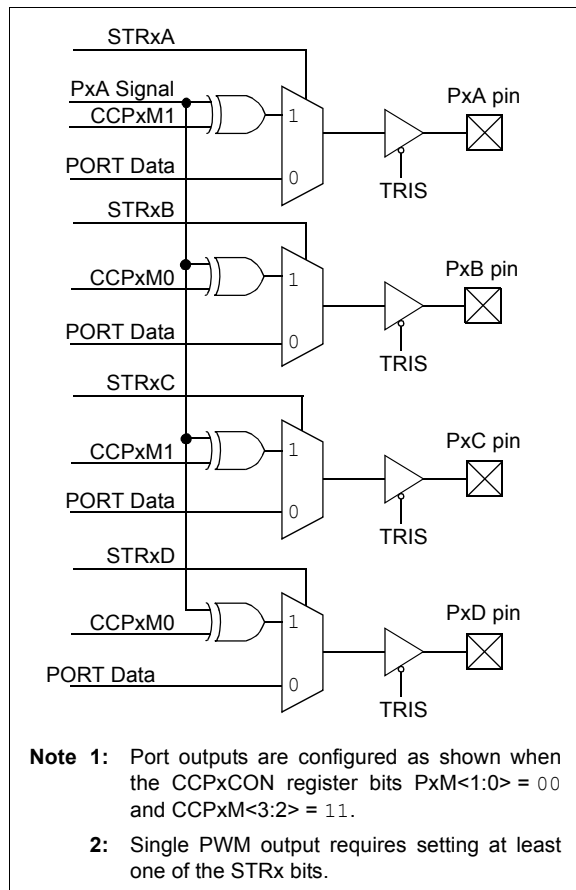 STRxA
PxA Signal
CCPxM1
1
PxA pin
PORT Data
0
TRIS
STRxB
CCPxM0
1
PxB pin
PORT Data
0
TRIS
STRxC
CCPxM1
1
PxC pin
PORT Data
0
TRIS
STRxD
CCPxM0
1
PxD pin
PORT Data
0
TRIS
Note 1: Port outputs are configured as shown when
the CCPxCON register bits PxM<1:0> = 00
and CCPxM<3:2> = 11.
2: Single PWM output requires setting at least
one of the STRx bits.